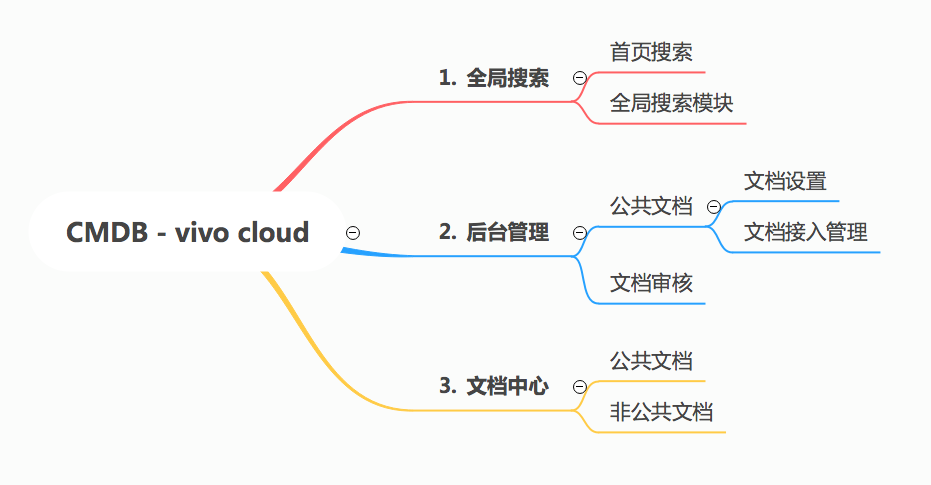 CMDB - vivo cloud
1. 全局搜索
首页搜索
全局搜索模块
2. 后台管理
公共文档
文档设置
文档接入管理
文档审核
3. 文档中心
公共文档
非公共文档